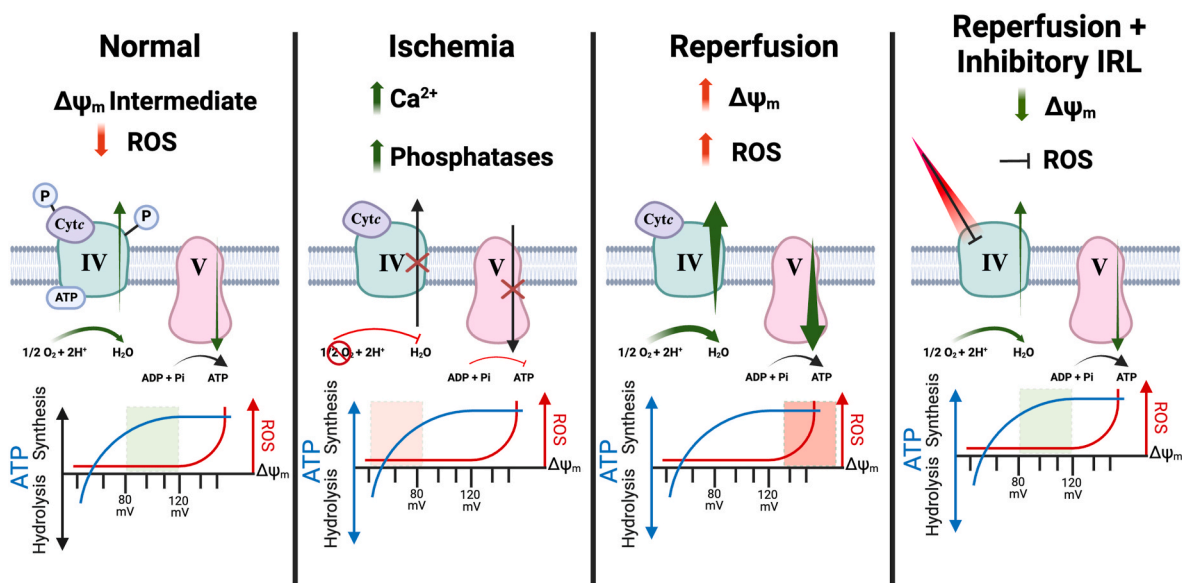 Normal
Δψm Intermediate
ROS
P
P
Cytc
IV
V
ATP
1/2 O₂ + 2H⁺
H₂O
ADP + Pi
ATP
ATP
Synthesis
Hydrolysis
ROS
Δψm
80
mV
120
mV
Ischemia
Ca²⁺
Phosphatases
Cytc
IV
V
1/2 O₂ + 2H⁺
H₂O
ADP + Pi
ATP
ATP
Synthesis
Hydrolysis
ROS
Δψm
80
mV
120
mV
Reperfusion
Δψm
ROS
Cytc
IV
V
1/2 O₂ + 2H⁺
H₂O
ADP + Pi
ATP
ATP
Synthesis
Hydrolysis
ROS
Δψm
80
mV
120
mV
Reperfusion +
Inhibitory IRL
Δψm
ROS
IV
V
1/2 O₂ + 2H⁺
H₂O
ADP + Pi
ATP
ATP
Synthesis
Hydrolysis
ROS
Δψm
80
mV
120
mV